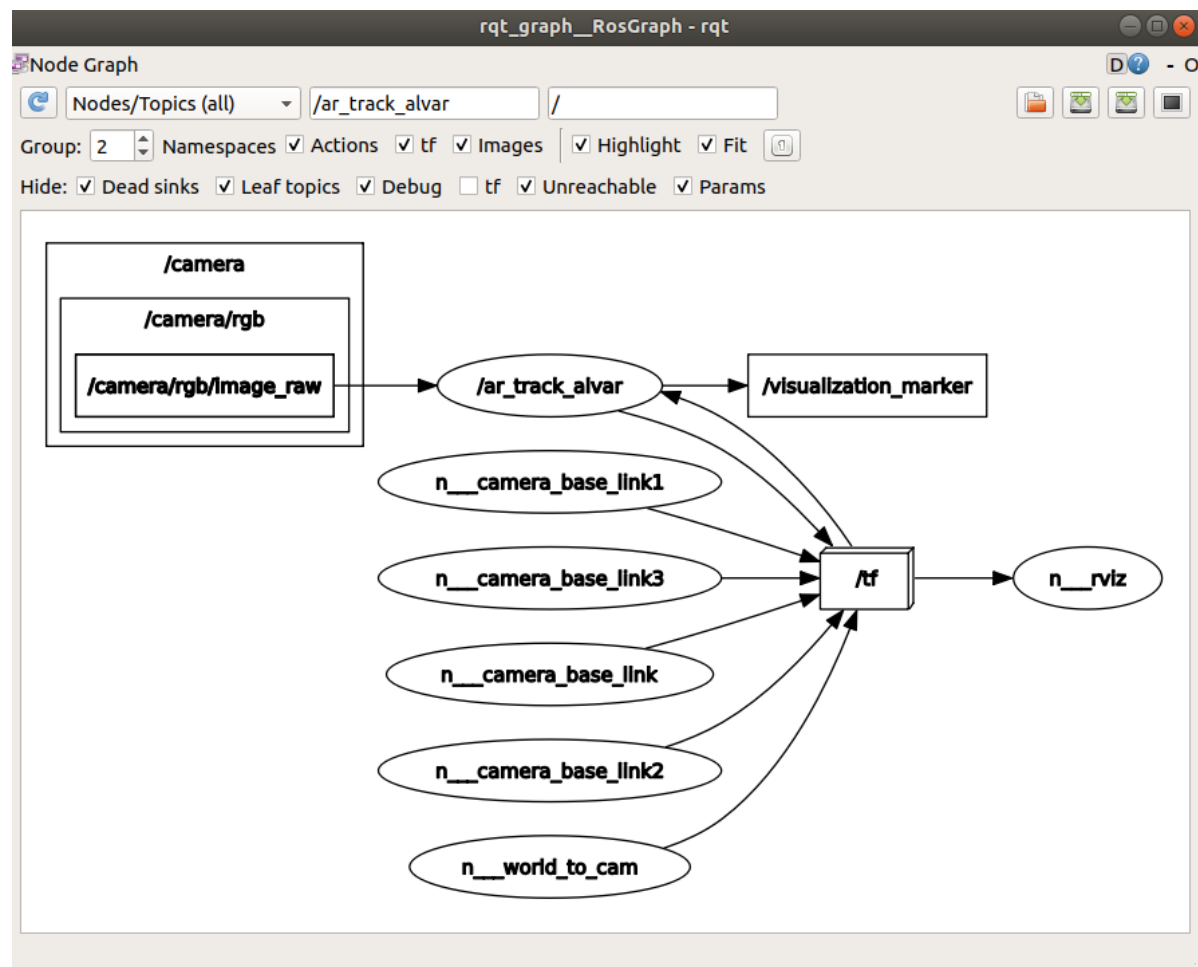 rqt_graph__RosGraph - rqt
Node Graph D ? - O
Nodes/Topics (all) /ar_track_alvar /
Group: 2 Namespaces Actions tf Images Highlight Fit
Hide: Dead sinks Leaf topics Debug tf Unreachable Params
/camera
/camera/rgb
/camera/rgb/image_raw /ar_track_alvar /visualization_marker
n___camera_base_link1
n___camera_base_link3 /tf n___rviz
n___camera_base_link
n___camera_base_link2
n___world_to_cam